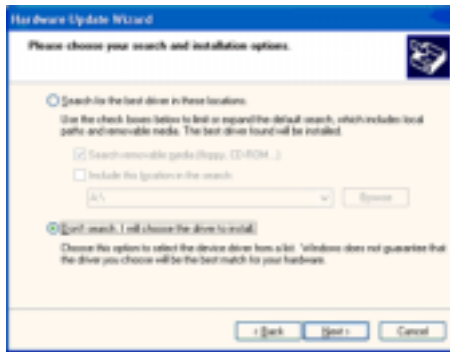 Hardware Update Wizard
Please choose your search and installation options.
Search for the best driver in these locations.
Use the check boxes below to limit or expand the default search, which includes local
paths and removable media. The best driver found will be installed.
Search removable media (floppy, CD-ROM...)
Include this location in the search:
A:\
Browse
Don't search. I will choose the driver to install.
Choose this option to select the device driver from a list. Windows does not guarantee that
the driver you choose will be the best match for your hardware.
< Back Next > Cancel